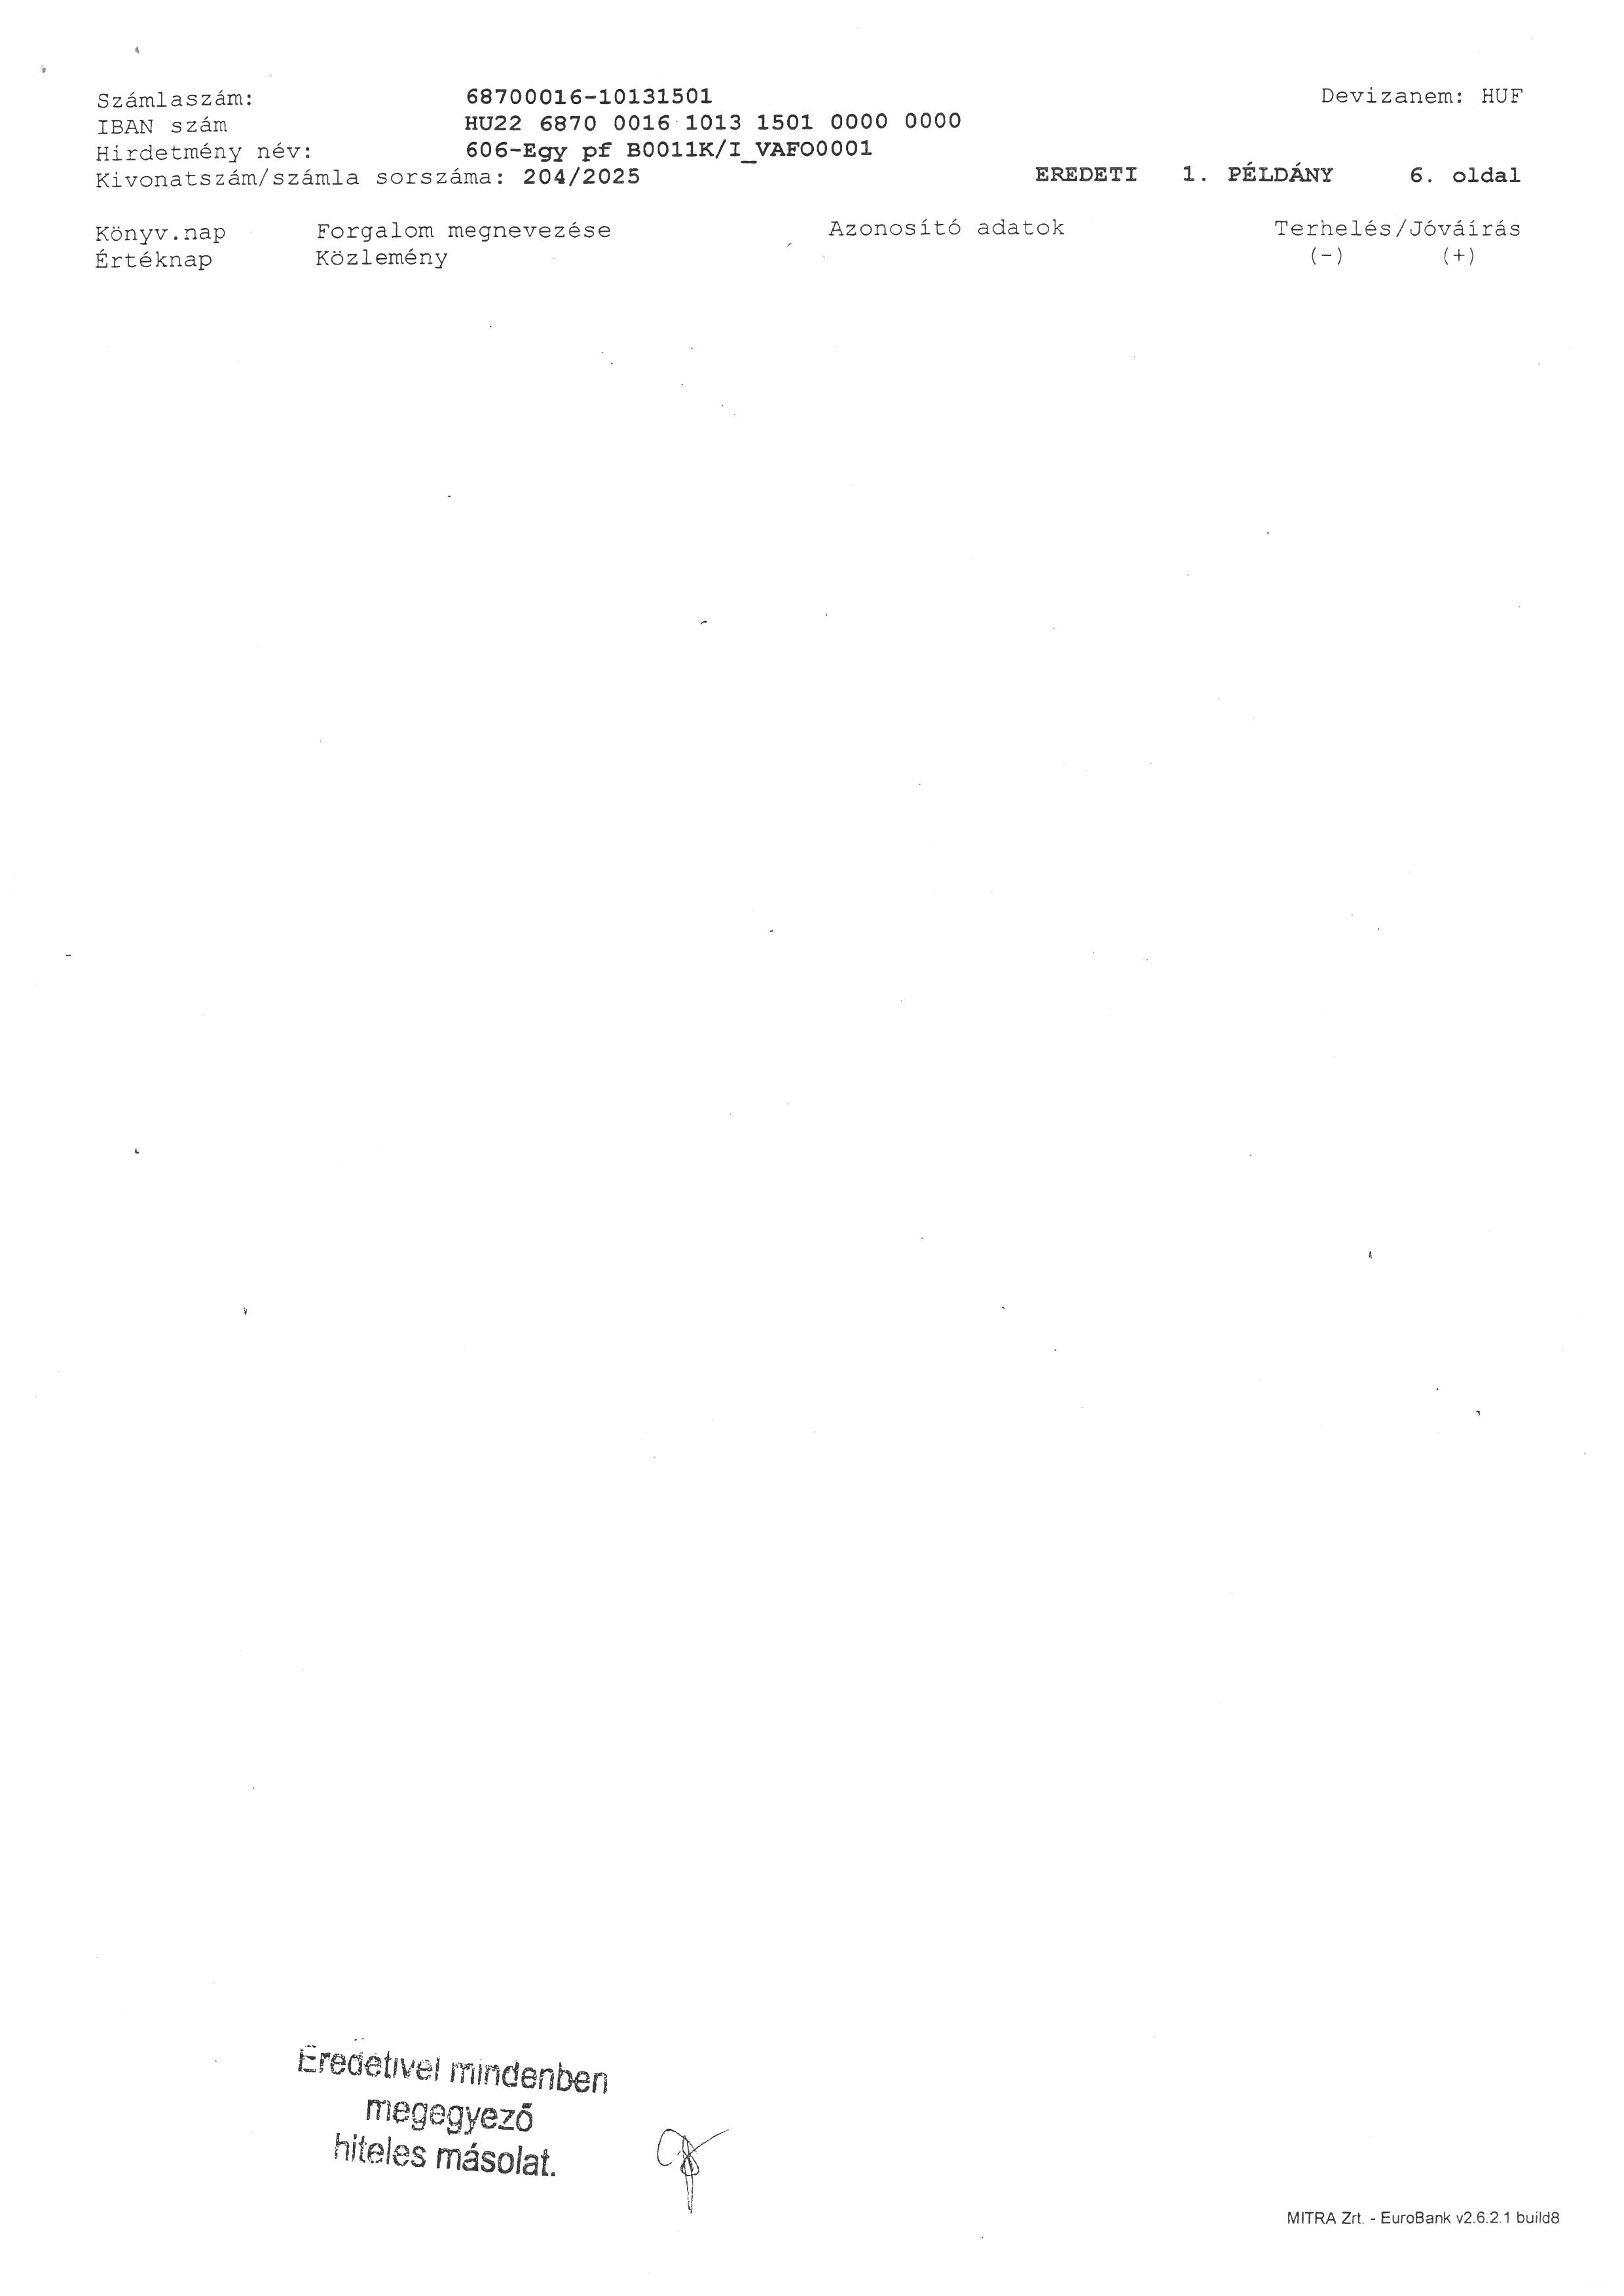 Számlaszám: 68700016-10131501 Devizanem: HUF
IBAN szám HU22 6870 0016 1013 1501 0000 0000
Hirdetmény név: 606-Egy pf B0011K/I_VAFO0001
Kivonatszám/számla sorszáma: 204/2025 EREDETI 1. PÉLDÁNY 6. oldal
Könyv.nap Forgalom megnevezése Azonosító adatok Terhelés/Jóváírás
Értéknap Közlemény (-) (+)
Eredetivel mindenben
megegyező
hiteles másolat.
MITRA Zrt. - EuroBank v2.6.2.1 build8